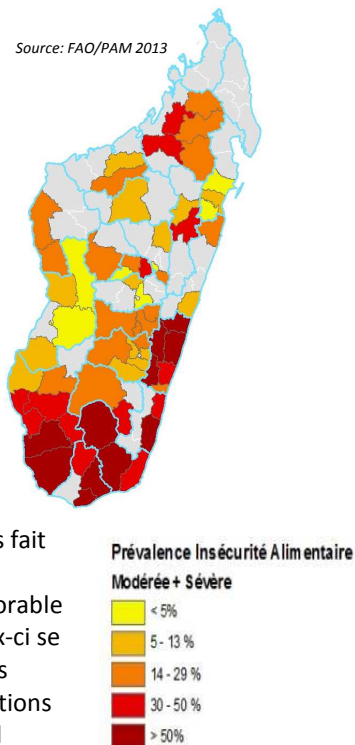 Source: FAO/PAM 2013
s fait
orable
x-ci se
s
tions
Prévalence Insécurité Alimentaire
Modérée + Sévère
< 5%
5 - 13 %
14 - 29 %
30 - 50 %
> 50%